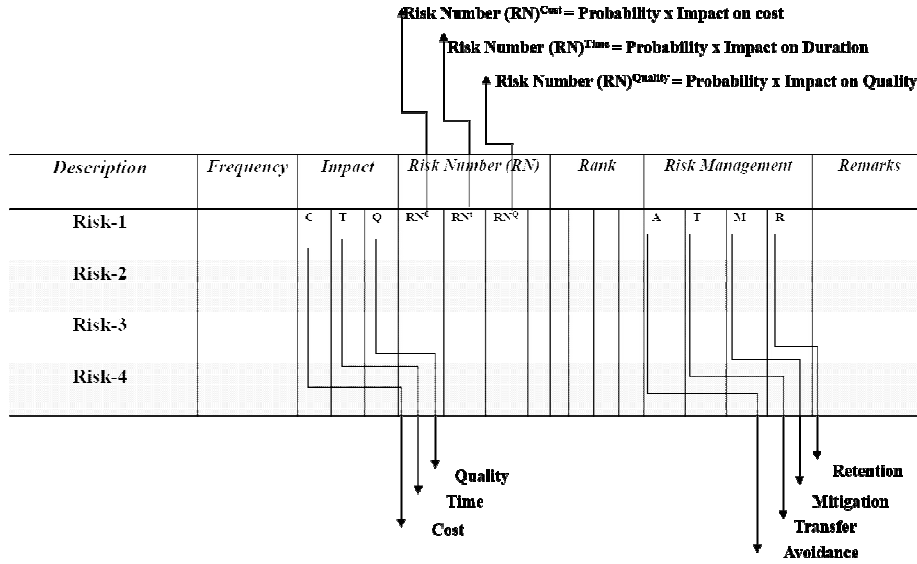 Risk Number (RN)Cost = Probability x Impact on cost
Risk Number (RN)Time = Probability x Impact on Duration
Risk Number (RN)Quality = Probability x Impact on Quality
Description Frequency Impact Risk Number (RN) Rank Risk Management Remarks
Risk-1 C T Q RNC RNt RNQ A T M R
Risk-2
Risk-3
Risk-4
Quality
Time
Cost
Retention
Mitigation
Transfer
Avoidance